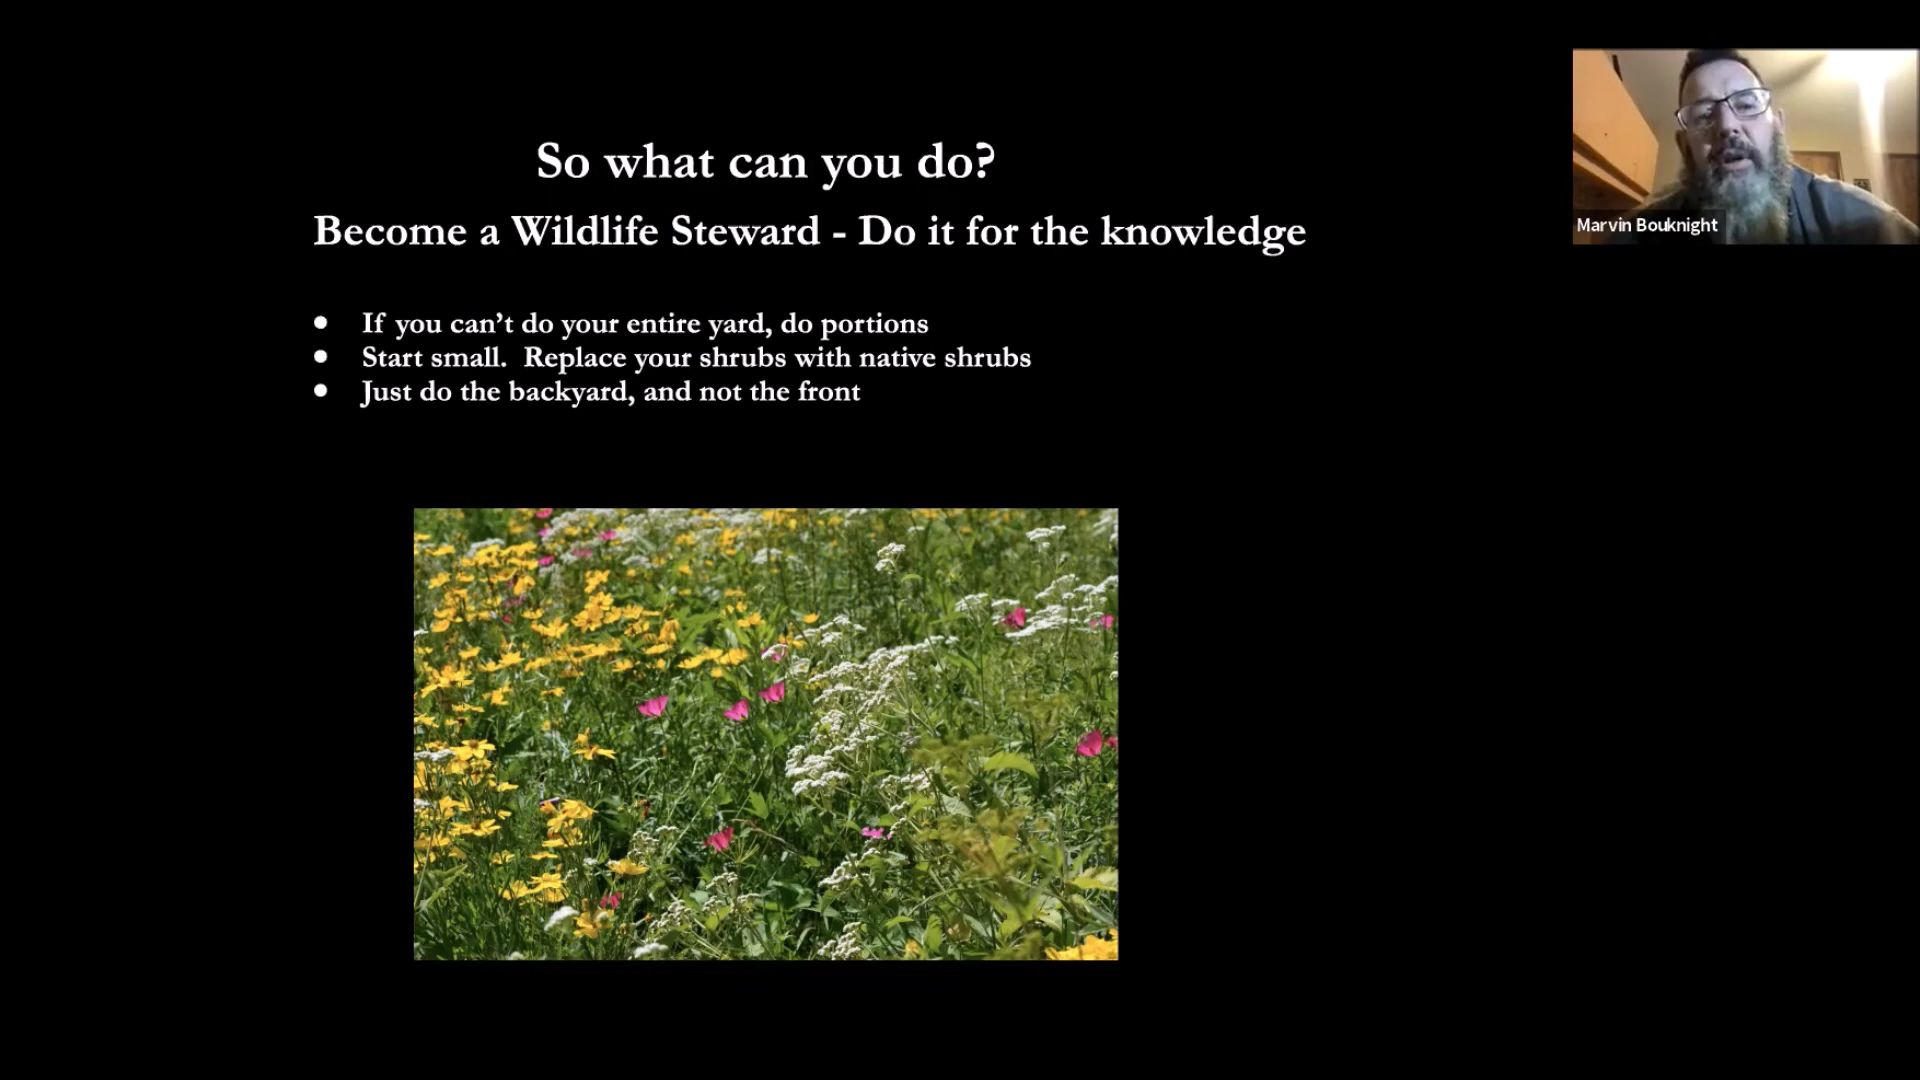 So what can you do?
Become a Wildlife Steward - Do it for the knowledge
● If you can’t do your entire yard, do portions
● Start small.  Replace your shrubs with native shrubs
● Just do the backyard, and not the front
Marvin Bouknight